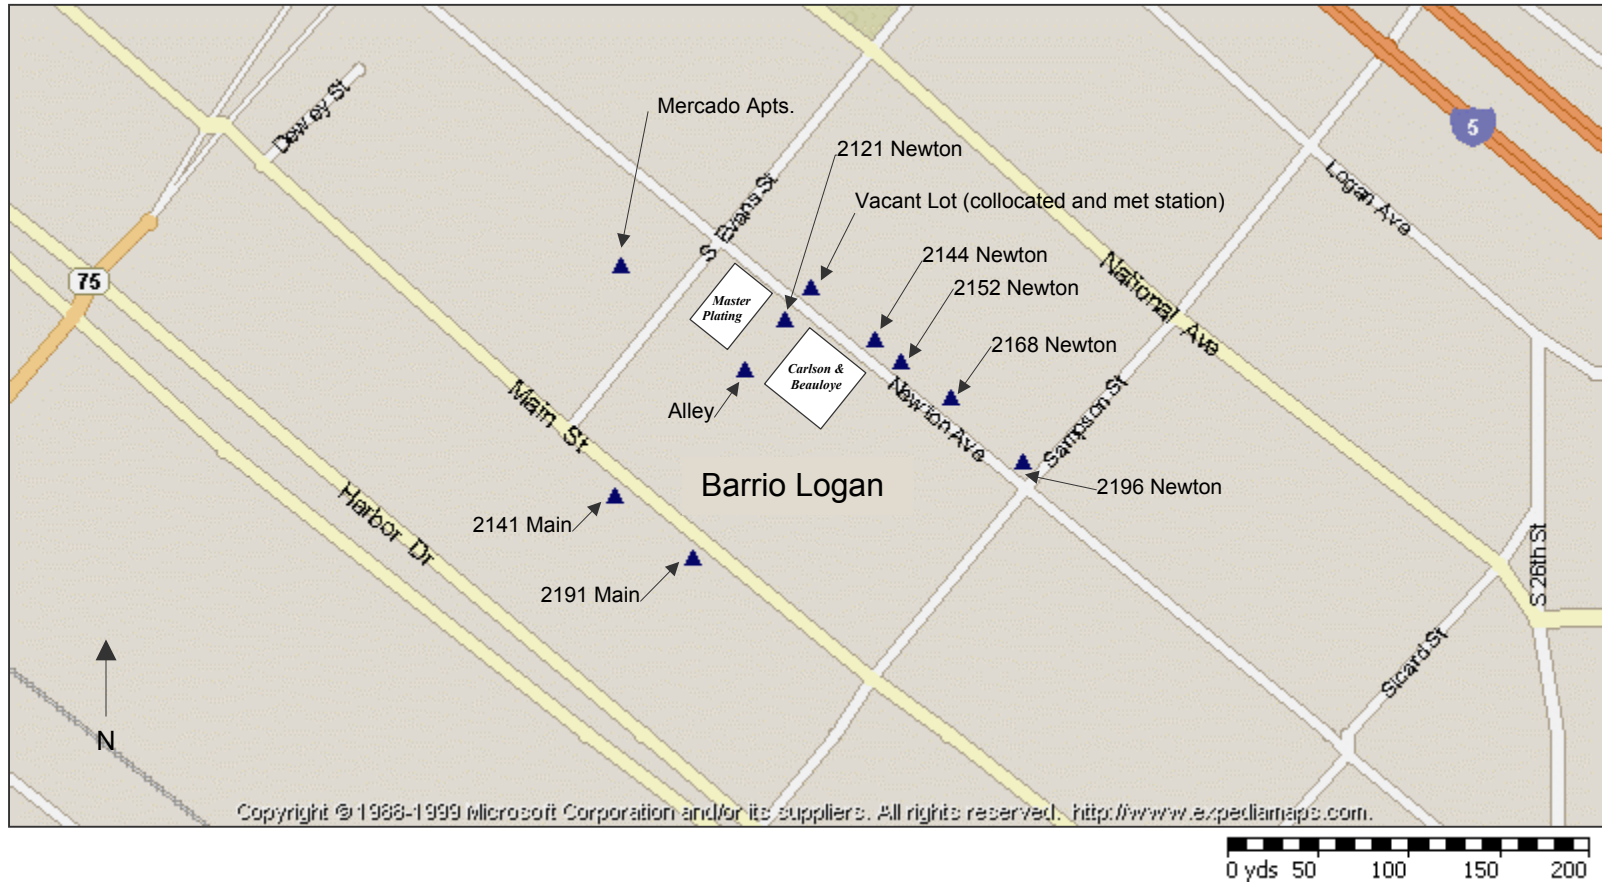 Mercado Apts.
Dewey St
2121 Newton
5
S Evans St
Vacant Lot (collocated and met station)
Logan Ave
2144 Newton
75
2152 Newton
National Ave
Master
Plating
2168 Newton
Carlson &
Beauloye
Alley
Main St
Newton Ave
Sampson St
Barrio Logan
2196 Newton
2141 Main
Harbor Dr
2191 Main
S 26th St
Sicard St
N
Copyright © 1988-1999 Microsoft Corporation and/or its suppliers. All rights reserved. http://www.expediamaps.com.
0 yds 50 100 150 200